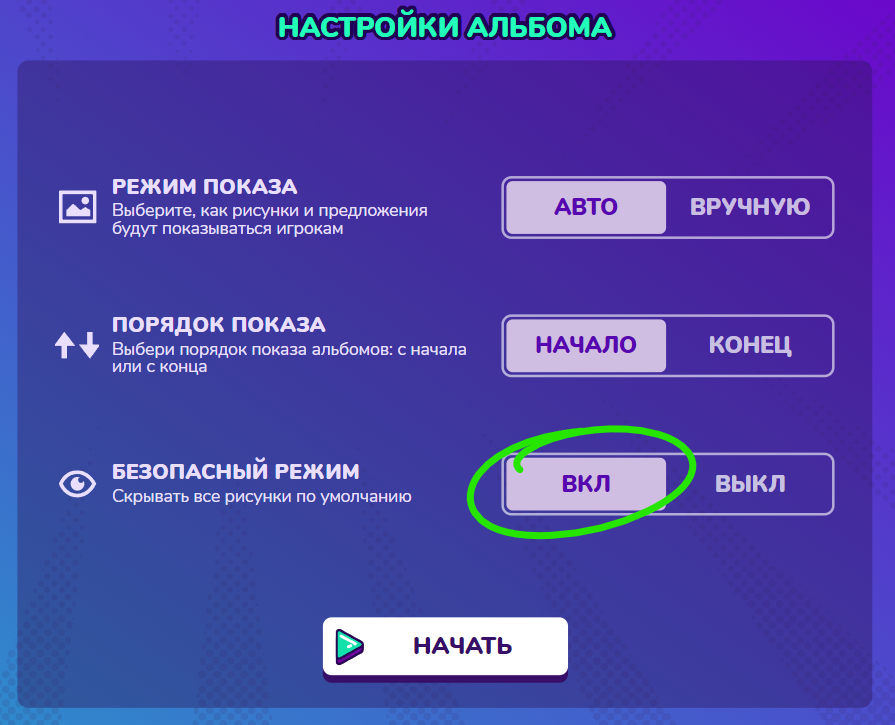 НАСТРОЙКИ АЛЬБОМА
РЕЖИМ ПОКАЗА
Выберите, как рисунки и предложения
будут показываться игрокам
АВТО
ВРУЧНУЮ
ПОРЯДОК ПОКАЗА
Выбери порядок показа альбомов: с начала
или с конца
НАЧАЛО
КОНЕЦ
БЕЗОПАСНЫЙ РЕЖИМ
Скрывать все рисунки по умолчанию
ВКЛ
ВЫКЛ
НАЧАТЬ